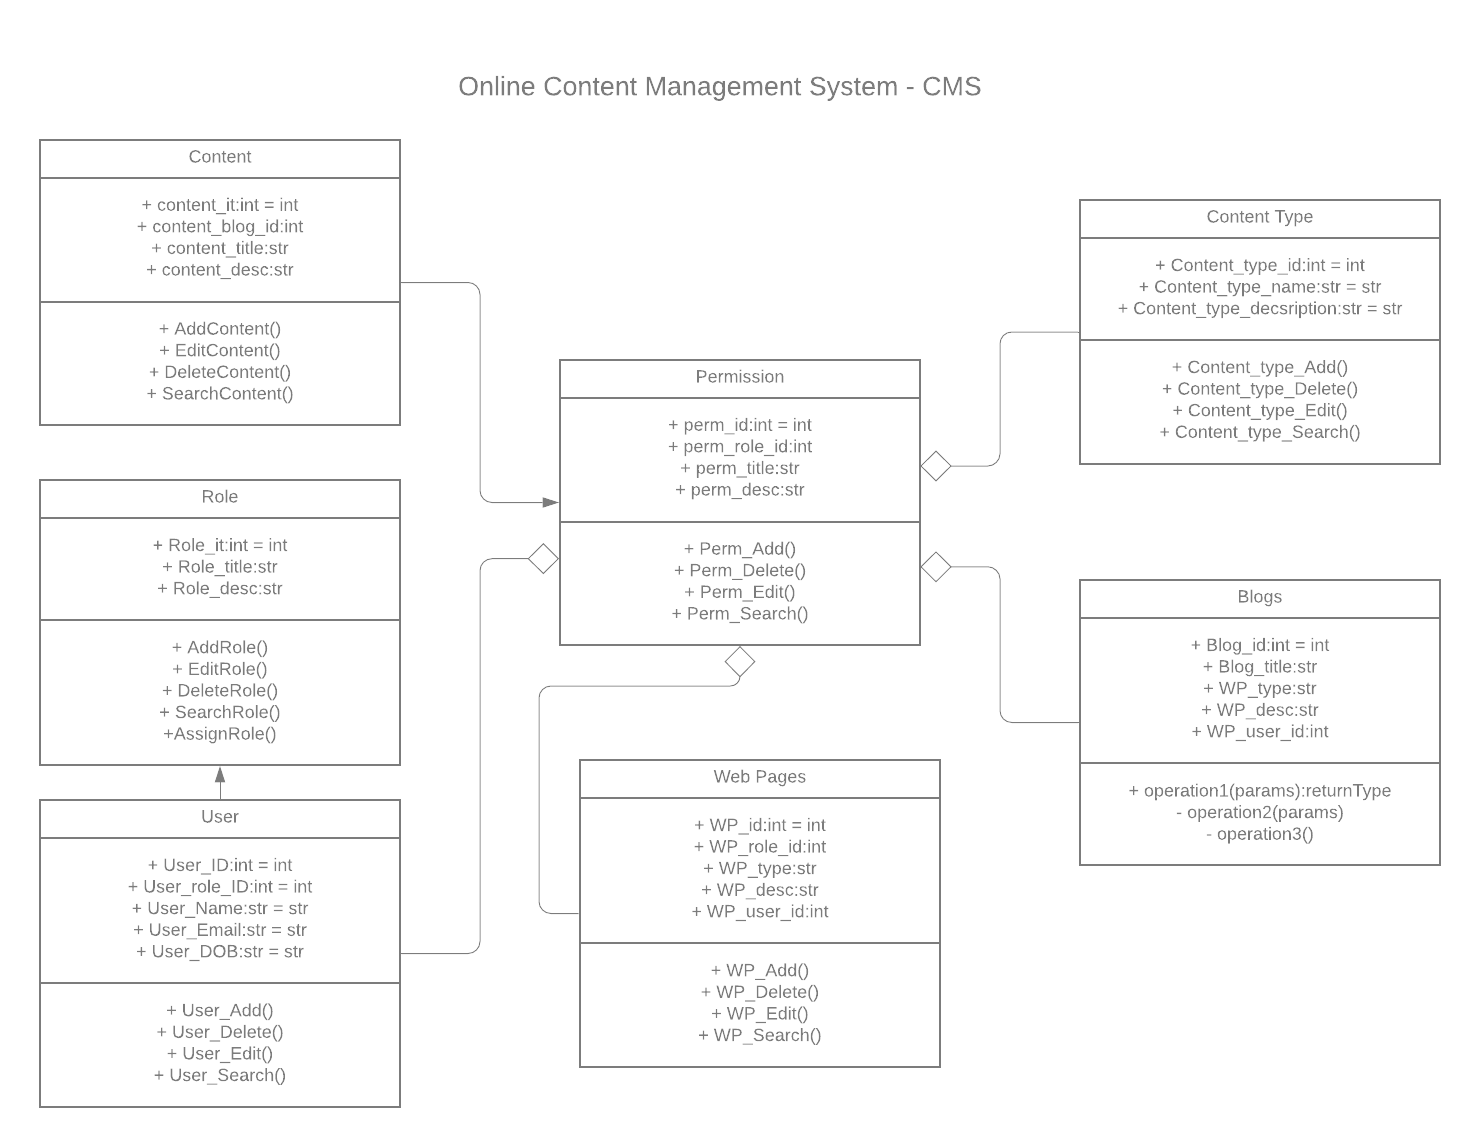 Online Content Management System - CMS
Content
+ content_it:int = int
+ content_blog_id:int
+ content_title:str
+ content_desc:str
+ AddContent()
+ EditContent()
+ DeleteContent()
+ SearchContent()
Role
+ Role_it:int = int
+ Role_title:str
+ Role_desc:str
+ AddRole()
+ EditRole()
+ DeleteRole()
+ SearchRole()
+AssignRole()
User
+ User_ID:int = int
+ User_role_ID:int = int
+ User_Name:str = str
+ User_Email:str = str
+ User_DOB:str = str
+ User_Add()
+ User_Delete()
+ User_Edit()
+ User_Search()
Permission
+ perm_id:int = int
+ perm_role_id:int
+ perm_title:str
+ perm_desc:str
+ Perm_Add()
+ Perm_Delete()
+ Perm_Edit()
+ Perm_Search()
Web Pages
+ WP_id:int = int
+ WP_role_id:int
+ WP_type:str
+ WP_desc:str
+ WP_user_id:int
+ WP_Add()
+ WP_Delete()
+ WP_Edit()
+ WP_Search()
Content Type
+ Content_type_id:int = int
+ Content_type_name:str = str
+ Content_type_decsription:str = str
+ Content_type_Add()
+ Content_type_Delete()
+ Content_type_Edit()
+ Content_type_Search()
Blogs
+ Blog_id:int = int
+ Blog_title:str
+ WP_type:str
+ WP_desc:str
+ WP_user_id:int
+ operation1(params):returnType
- operation2(params)
- operation3()